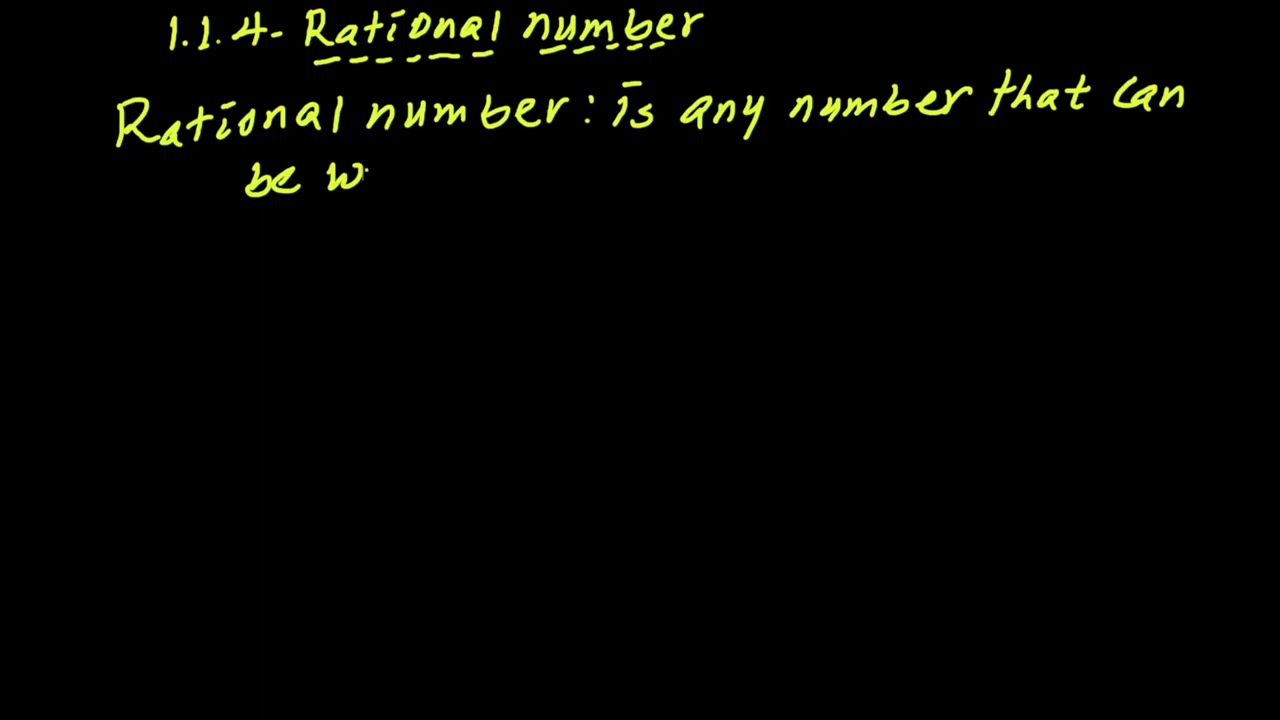 1.1.4- Rational number
Rational number: is any number that can
be w